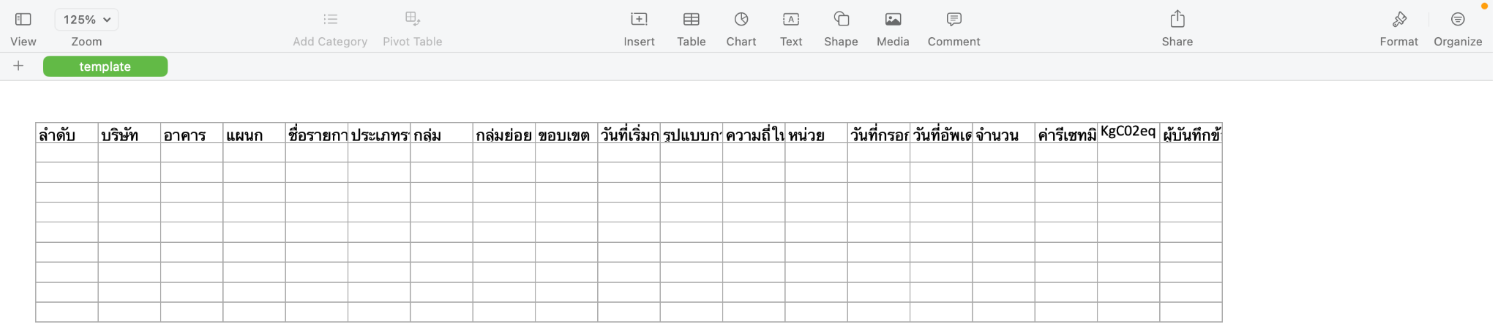 125%
View Zoom Add Category Pivot Table Insert Table Chart Text Shape Media Comment Share Format Organize
template
ลำดับ บริษัท อาคาร แผนก ชื่อรายกา ประเภทร กลุ่ม กลุ่มย่อย ขอบเขต วันที่เริ่มก รูปแบบกา ความถี่ใน หน่วย วันที่กรอก วันที่อัพเด จำนวน ค่ารีเซทมิ KgC02eq ผู้บันทึกข้